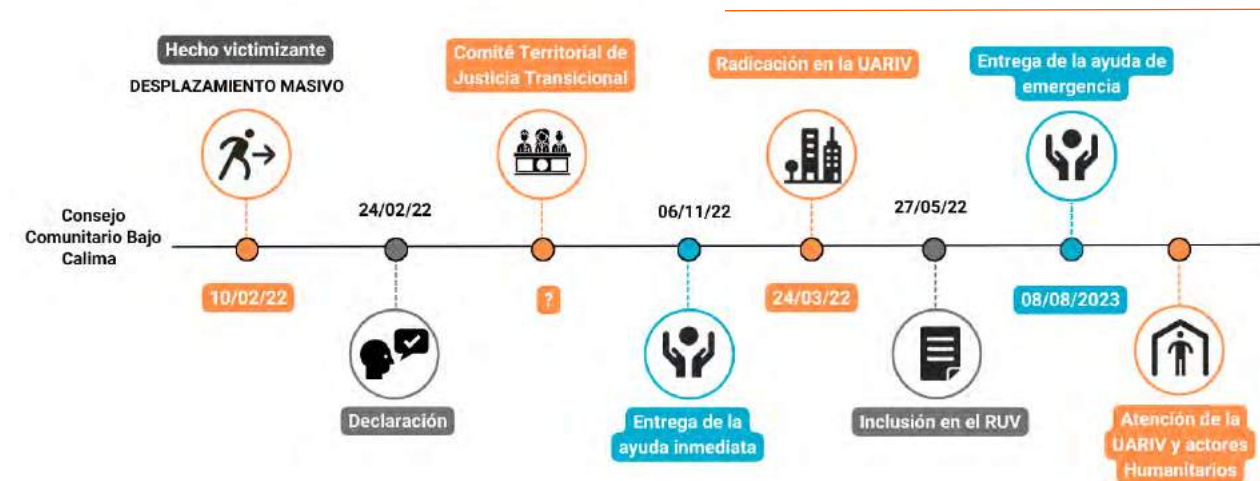 Hecho victimizante
DESPLAZAMIENTO MASIVO
Comité Territorial de
Justicia Transicional
Radicación en la UARIV
Entrega de la ayuda de
emergencia
Consejo
Comunitario Bajo
Calima
24/02/22
06/11/22
27/05/22
10/02/22
?
24/03/22
08/08/2023
Declaración
Entrega de la
ayuda inmediata
Inclusión en el RUV
Atención de la
UARIV y actores
Humanitarios